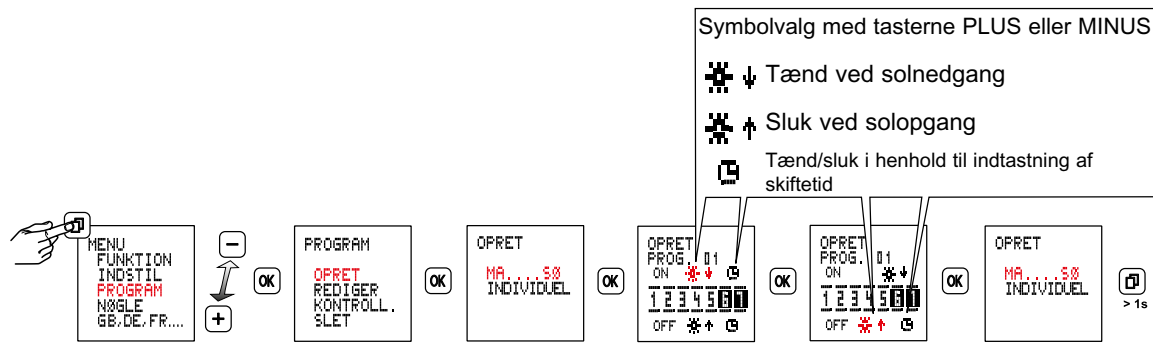 Symbolvalg med tasterne PLUS eller MINUS
Tænd ved solnedgang
Sluk ved solopgang
Tænd/sluk i henhold til indtastning af
skiftetid
MENU
FUNKTION
INDSTIL
PROGRAM
NØGLE
GB,DE,FR....
OK
PROGRAM
OPRET
REDIGER
KONTROLL.
SLET
OK
OPRET
MA....SØ
INDIVIDUEL
OK
OPRET
PROG. 01
ON
1 2 3 4 5 6 7
OFF
OK
OPRET
PROG. 01
ON
1 2 3 4 5 6 7
OFF
OK
OPRET
MA....SØ
INDIVIDUEL
> 1s